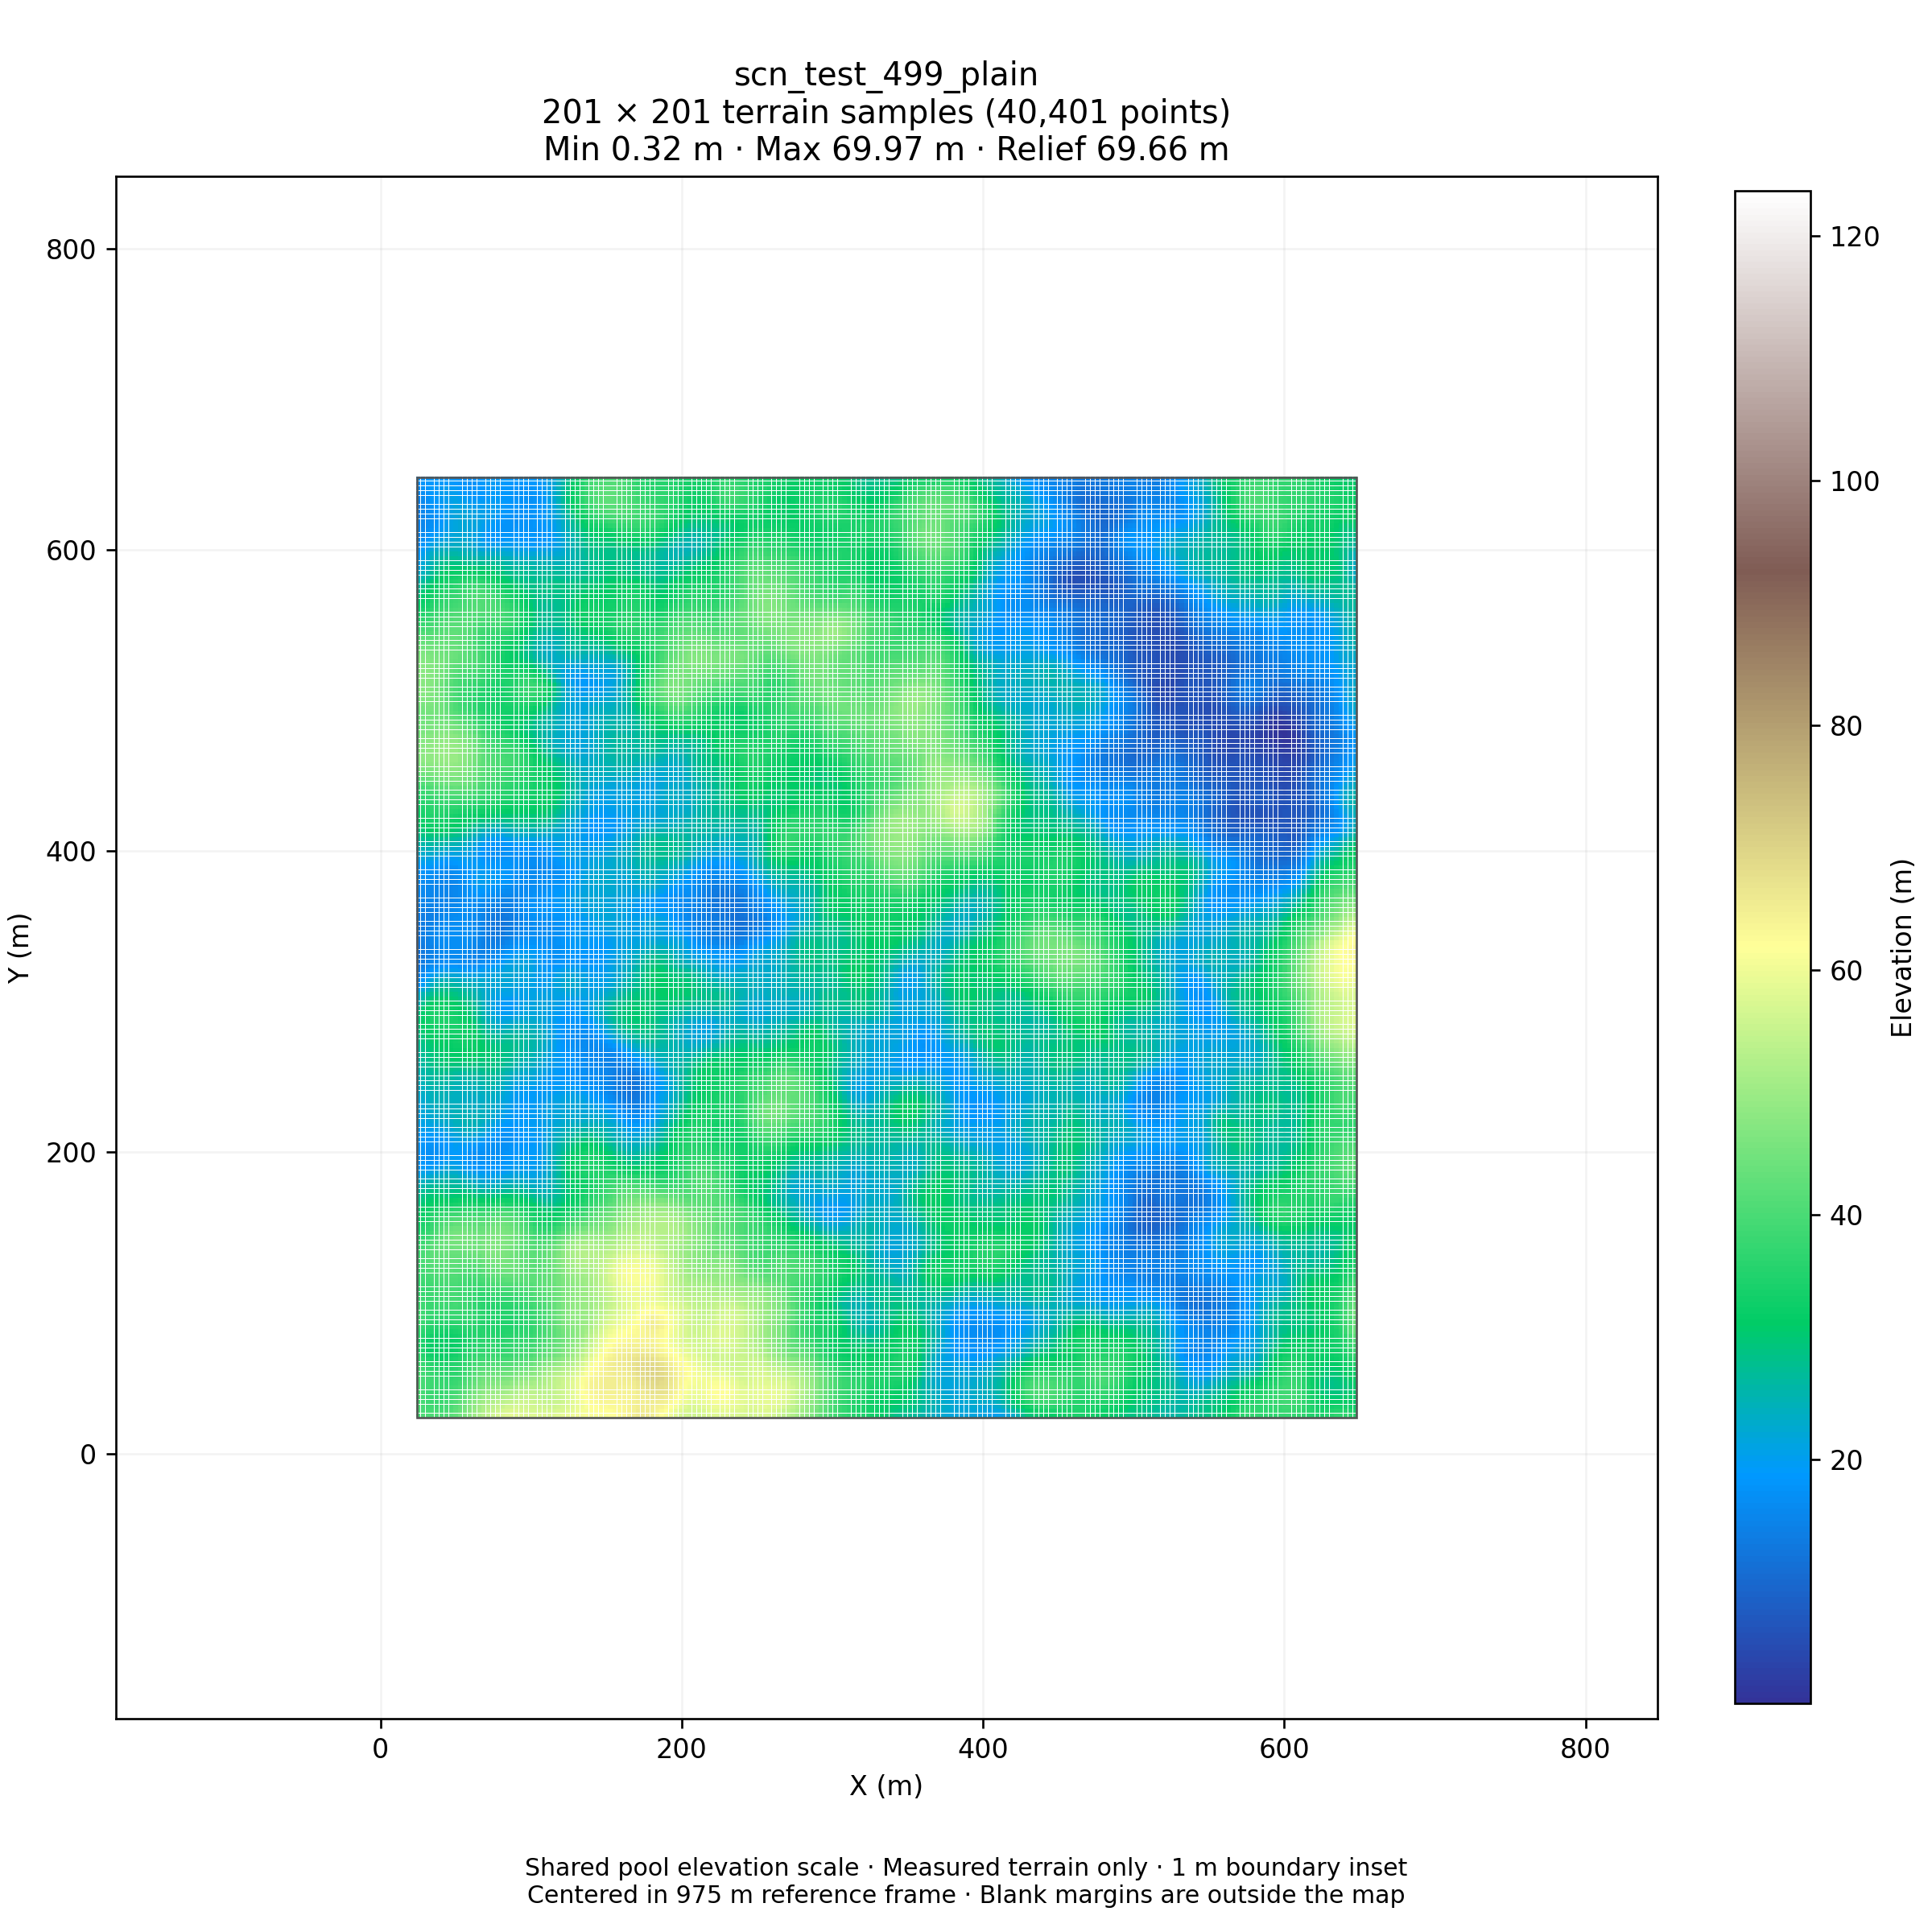 scn_test_499_plain
201 × 201 terrain samples (40,401 points)
Min 0.32 m · Max 69.97 m · Relief 69.66 m
800
600
400
200
0
Y (m)
0
200
400
600
800
X (m)
120
100
80
60
40
20
Elevation (m)
Shared pool elevation scale · Measured terrain only · 1 m boundary inset
Centered in 975 m reference frame · Blank margins are outside the map